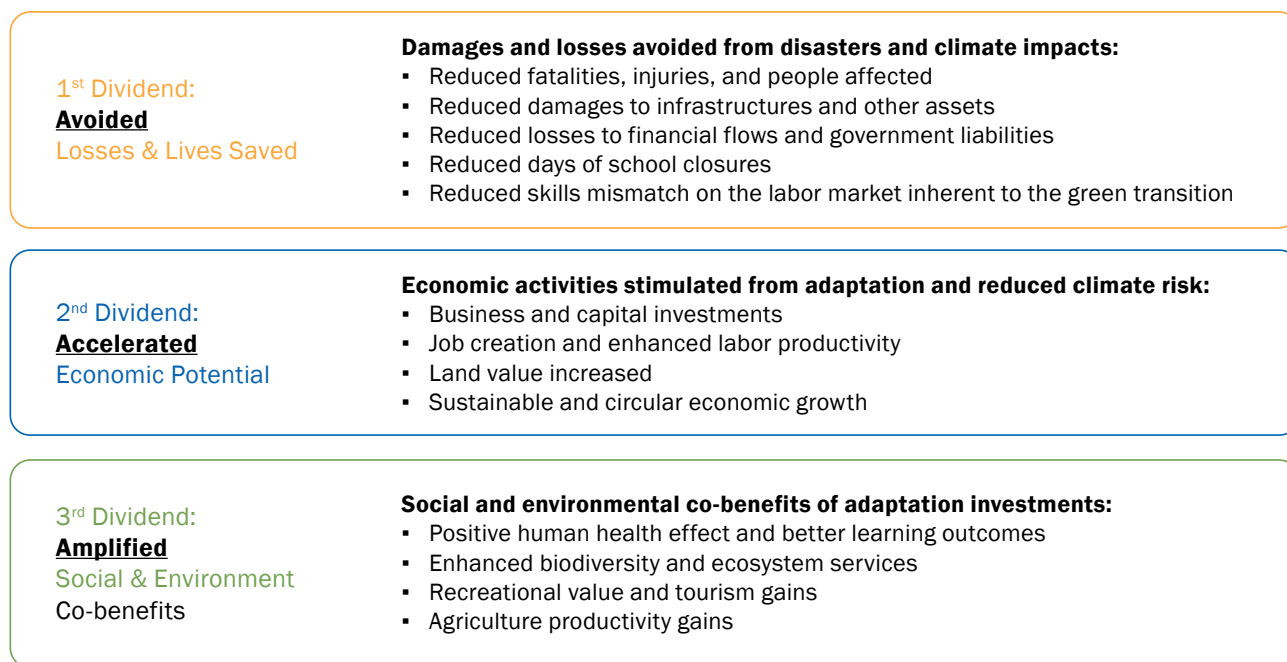 1st Dividend:
Avoided
Losses & Lives Saved
Damages and losses avoided from disasters and climate impacts:
▪ Reduced fatalities, injuries, and people affected
▪ Reduced damages to infrastructures and other assets
▪ Reduced losses to financial flows and government liabilities
▪ Reduced days of school closures
▪ Reduced skills mismatch on the labor market inherent to the green transition
2nd Dividend:
Accelerated
Economic Potential
Economic activities stimulated from adaptation and reduced climate risk:
▪ Business and capital investments
▪ Job creation and enhanced labor productivity
▪ Land value increased
▪ Sustainable and circular economic growth
3rd Dividend:
Amplified
Social & Environment
Co-benefits
Social and environmental co-benefits of adaptation investments:
▪ Positive human health effect and better learning outcomes
▪ Enhanced biodiversity and ecosystem services
▪ Recreational value and tourism gains
▪ Agriculture productivity gains